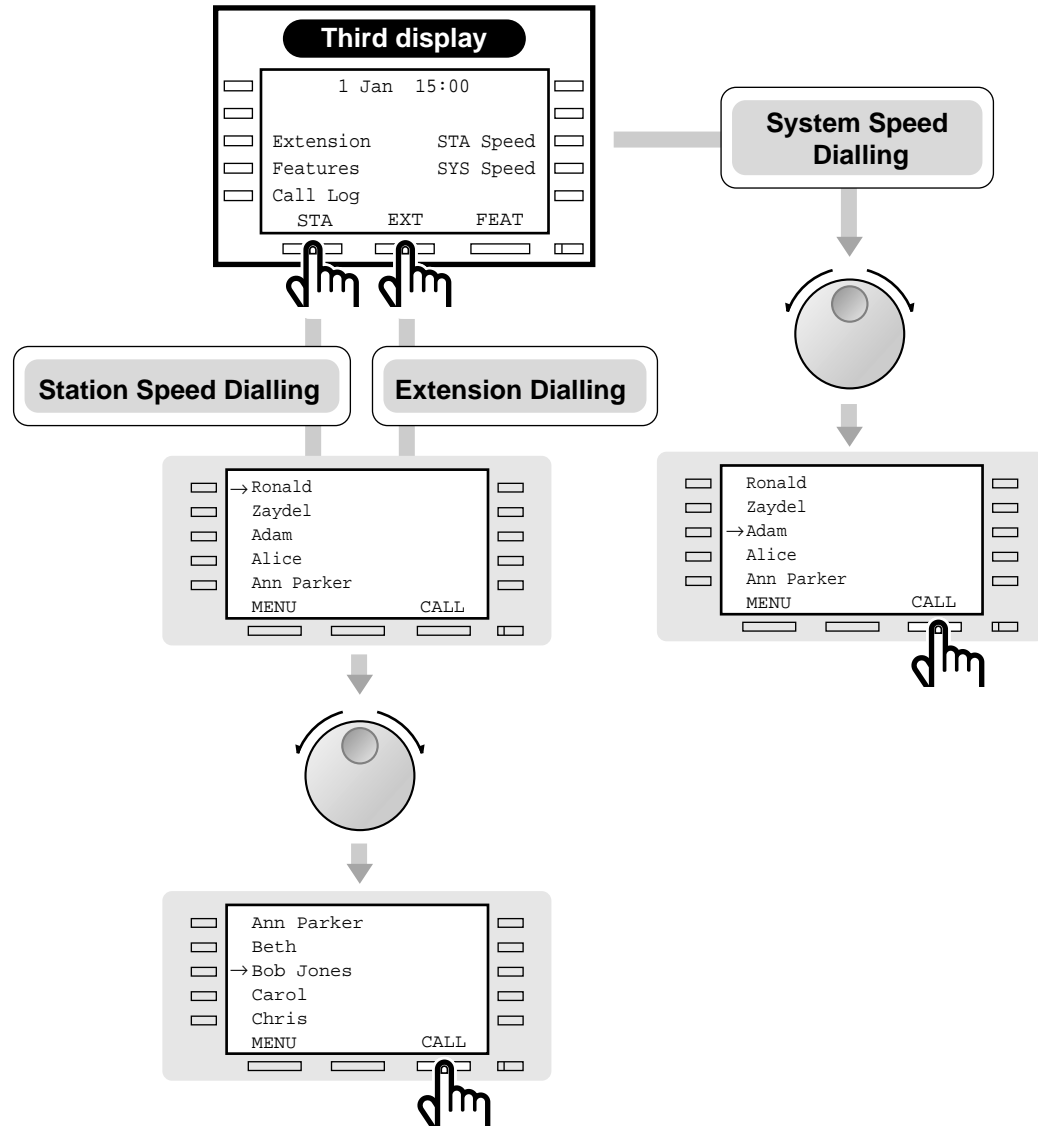 Third display
1 Jan 15:00
Extension STA Speed
Features SYS Speed
Call Log
STA EXT FEAT
System Speed
Dialling
Station Speed Dialling
Extension Dialling
→Ronald
Zaydel
Adam
Alice
Ann Parker
MENU CALL
Ronald
Zaydel
→Adam
Alice
Ann Parker
MENU CALL
Ann Parker
Beth
→Bob Jones
Carol
Chris
MENU CALL